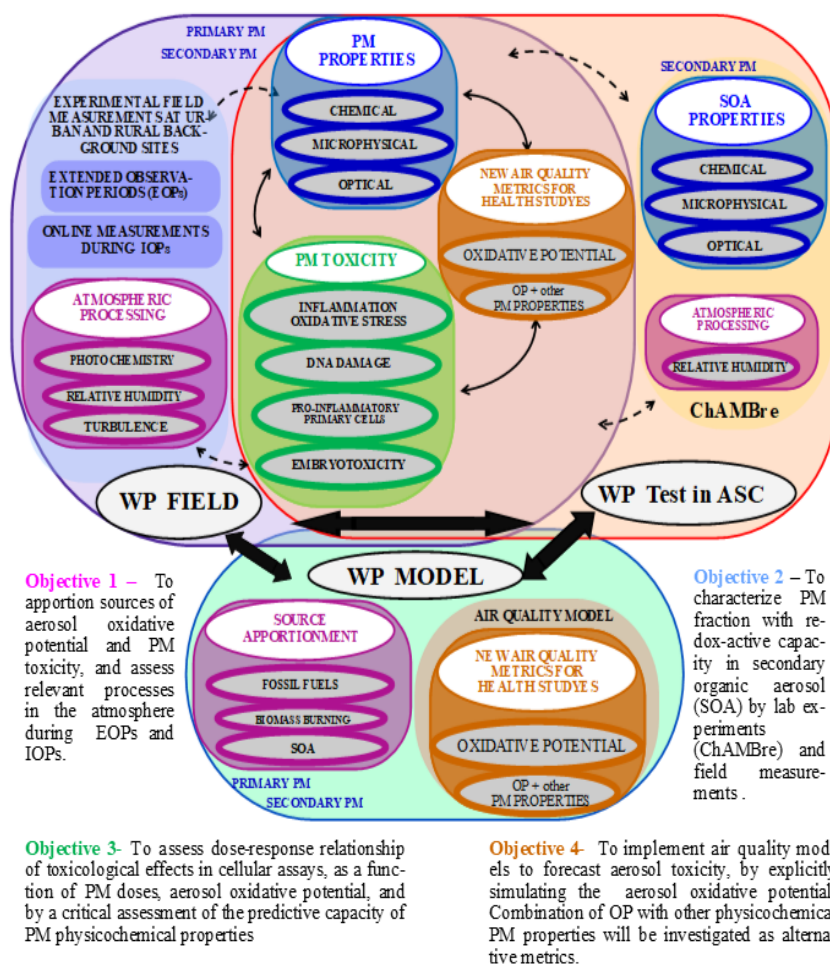 PRIMARY PM
SECONDARY PM
PM
PROPERTIES
CHEMICAL
MICROPHYSICAL
OPTICAL
SECONDARY PM
SOA
PROPERTIES
CHEMICAL
MICROPHYSICAL
OPTICAL
EXPERIMENTAL FIELD
MEASUREMENTS AT UR-
BAN AND RURAL BACK-
GROUND SITES
EXTENDED OBSERVA-
TION PERIODS (EOPs)
ONLINE MEASUREMENTS
DURING IOPs
NEW AIR QUALITY
METRICS FOR
HEALTH STUDYES
OXIDATIVE POTENTIAL
OP + other
PM PROPERTIES
PM TOXICITY
INFLAMMATION
OXIDATIVE STRESS
DNA DAMAGE
PRO-INFLAMMATORY
PRIMARY CELLS
EMBRYOTOXICITY
ATMOSPHERIC
PROCESSING
PHOTOCHEMISTRY
RELATIVE HUMIDITY
TURBULENCE
ATMOSPHERIC
PROCESSING
RELATIVE HUMIDITY
ChAMBre
WP FIELD
WP Test in ASC
WP MODEL
Objective 1 – To
apportion sources of
aerosol oxidative
potential and PM
toxicity, and assess
relevant processes
in the atmosphere
during EOPs and
IOPs.
SOURCE
APPORTIONMENT
FOSSIL FUELS
BIOMASS BURNING
SOA
PRIMARY PM
SECONDARY PM
AIR QUALITY MODEL
NEW AIR QUALITY
METRICS FOR
HEALTH STUDYES
OXIDATIVE POTENTIAL
OP + other
PM PROPERTIES
Objective 2 – To
characterize PM
fraction with re-
dox-active capac-
ity in secondary
organic aerosol
(SOA) by lab ex-
periments
(ChAMBre) and
field measure-
ments .
Objective 3- To assess dose-response relationship
of toxicological effects in cellular assays, as a func-
tion of PM doses, aerosol oxidative potential, and
by a critical assessment of the predictive capacity of
PM physicochemical properties
Objective 4- To implement air quality mod-
els to forecast aerosol toxicity, by explicitly
simulating the aerosol oxidative potential
Combination of OP with other physicochemica
PM properties will be investigated as alterna-
tive metrics.